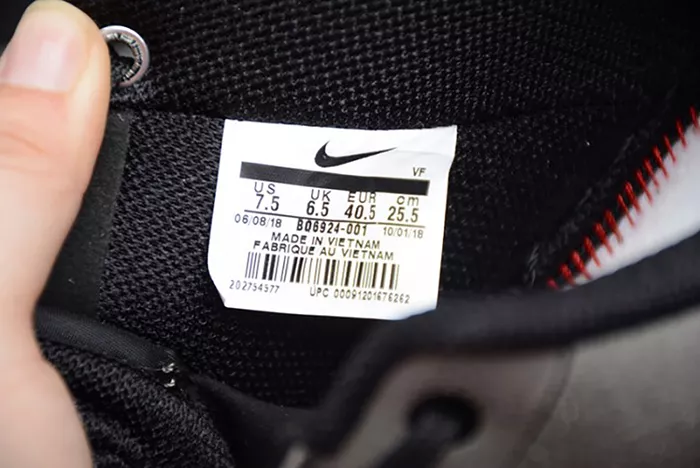 VF
US UK EUR cm
7.5 6.5 40.5 25.5
06/08/18 B06924-001 10/01/18
MADE IN VIETNAM
FABRIQUE AU VIETNAM
202754577 UPC 00091201676262